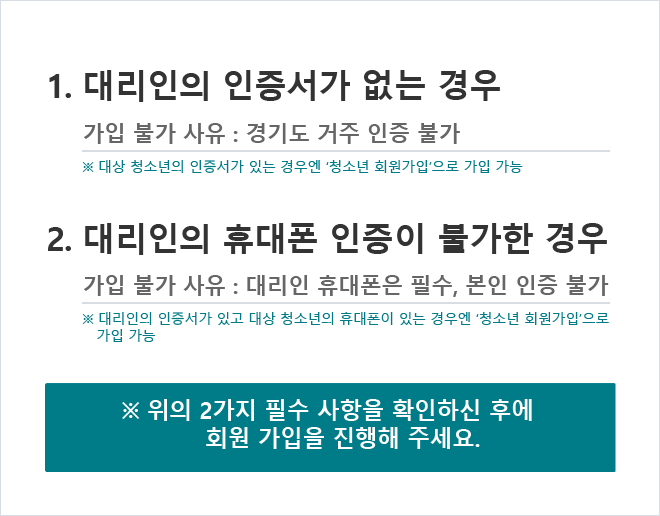 1. 대리인의 인증서가 없는 경우
가입 불가 사유 : 경기도 거주 인증 불가
※ 대상 청소년의 인증서가 있는 경우엔 '청소년 회원가입'으로 가입 가능
2. 대리인의 휴대폰 인증이 불가한 경우
가입 불가 사유 : 대리인 휴대폰은 필수, 본인 인증 불가
※ 대리인의 인증서가 있고 대상 청소년의 휴대폰이 있는 경우엔 '청소년 회원가입'으로
가입 가능
※ 위의 2가지 필수 사항을 확인하신 후에
회원 가입을 진행해 주세요.